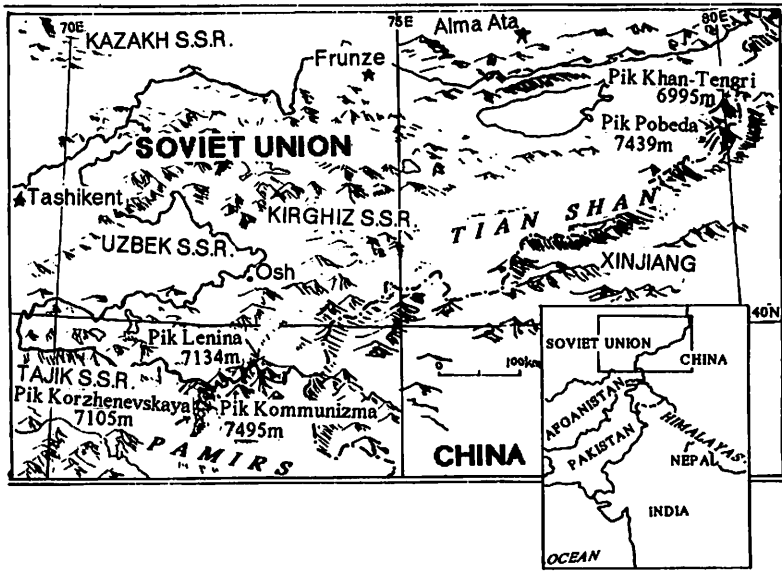 70E
75E
80E
KAZAKH S.S.R.
Alma Ata
Frunze
Pik Khan-Tengri
6995m
SOVIET UNION
Pik Pobeda
7439m
Tashikent
KIRGHIZ S.S.R.
TIAN SHAN
UZBEK S.S.R.
XINJIANG
Osh
40N
Pik Lenina
7134m
0
100km
TAJIK S.S.R.
Pik Korzhenevskaya
7105m
Pik Kommunizma
7495m
PAMIRS
CHINA
SOVIET UNION
CHINA
AFGANISTAN
HIMALAYAS
PAKISTAN
NEPAL
INDIA
OCEAN